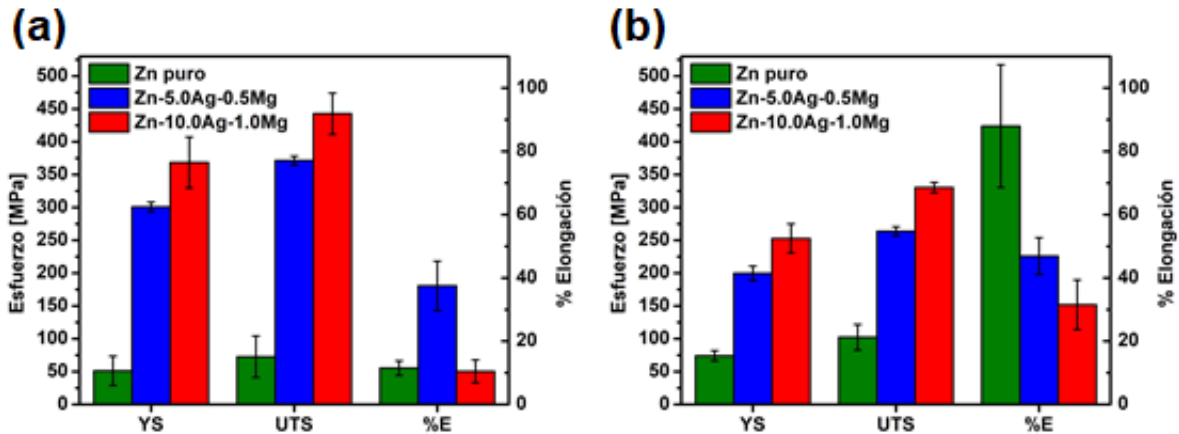 (a)
Zn puro
Zn-5.0Ag-0.5Mg
Zn-10.0Ag-1.0Mg
Esfuerzo [MPa]
500
450
400
350
300
250
200
150
100
50
0
% Elongación
100
80
60
40
20
0
YS UTS %E
(b)
Zn puro
Zn-5.0Ag-0.5Mg
Zn-10.0Ag-1.0Mg
Esfuerzo [MPa]
500
450
400
350
300
250
200
150
100
50
0
% Elongación
100
80
60
40
20
0
YS UTS %E